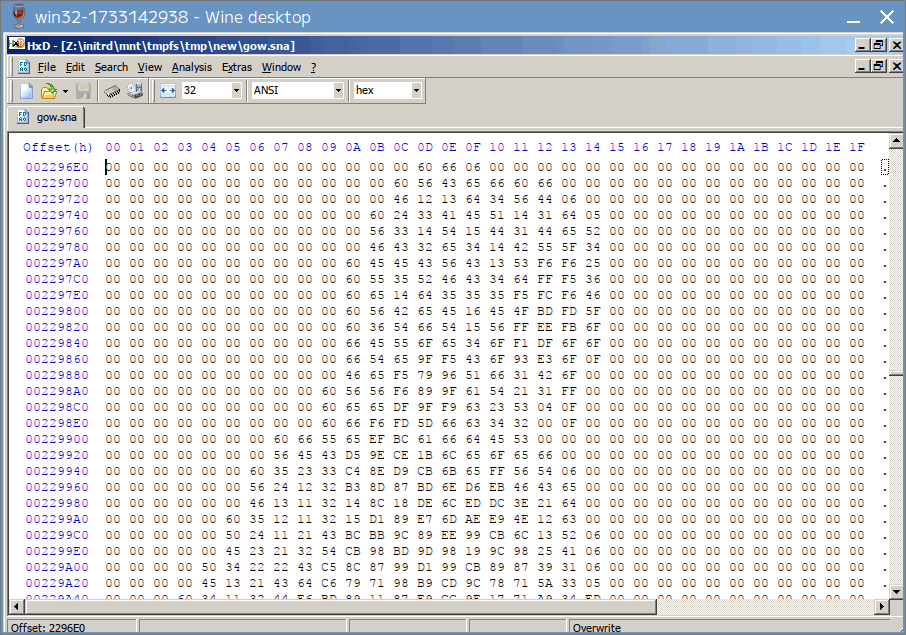 win32-1733142938 - Wine desktop
HxD - [Z:\initrd\mnt\tmpfs\tmp\new\gow.sna]
File Edit Search View Analysis Extras Window ?
32 ANSI hex
gow.sna
Offset(h) 00 01 02 03 04 05 06 07 08 09 0A 0B 0C 0D 0E 0F 10 11 12 13 14 15 16 17 18 19 1A 1B 1C 1D 1E 1F
002296E0 00 00 00 00 00 00 00 00 00 00 00 00 00 60 66 06 00 00 00 00 00 00 00 00 00 00 00 00 00 00 00 00 .
00229700 00 00 00 00 00 00 00 00 00 00 00 00 60 56 43 65 66 60 66 00 00 00 00 00 00 00 00 00 00 00 00 00 .
00229720 00 00 00 00 00 00 00 00 00 00 00 00 46 12 13 64 34 56 44 06 00 00 00 00 00 00 00 00 00 00 00 00 .
00229740 00 00 00 00 00 00 00 00 00 00 00 60 24 33 41 45 51 14 31 64 05 00 00 00 00 00 00 00 00 00 00 00 .
00229760 00 00 00 00 00 00 00 00 00 00 00 56 33 14 54 15 44 31 44 65 52 00 00 00 00 00 00 00 00 00 00 00 .
00229780 00 00 00 00 00 00 00 00 00 00 00 46 43 32 65 34 14 42 55 5F 34 00 00 00 00 00 00 00 00 00 00 00 .
002297A0 00 00 00 00 00 00 00 00 00 00 60 45 45 43 56 43 13 53 F6 F6 25 00 00 00 00 00 00 00 00 00 00 00 .
002297C0 00 00 00 00 00 00 00 00 00 00 60 55 35 52 46 43 34 64 FF F5 36 00 00 00 00 00 00 00 00 00 00 00 .
002297E0 00 00 00 00 00 00 00 00 00 00 60 65 14 64 35 35 35 F5 FC F6 46 00 00 00 00 00 00 00 00 00 00 00 .
00229800 00 00 00 00 00 00 00 00 00 00 60 56 42 65 45 16 45 4F BD FD 5F 00 00 00 00 00 00 00 00 00 00 00 .
00229820 00 00 00 00 00 00 00 00 00 00 60 36 54 66 54 15 56 FF EE FB 6F 00 00 00 00 00 00 00 00 00 00 00 .
00229840 00 00 00 00 00 00 00 00 00 00 66 45 55 6F 65 34 6F F1 DF 6F 6F 00 00 00 00 00 00 00 00 00 00 00 .
00229860 00 00 00 00 00 00 00 00 00 00 66 54 65 9F F5 43 6F 93 E3 6F 0F 00 00 00 00 00 00 00 00 00 00 00 .
00229880 00 00 00 00 00 00 00 00 00 00 46 65 F5 79 96 51 66 31 42 6F 00 00 00 00 00 00 00 00 00 00 00 00 .
002298A0 00 00 00 00 00 00 00 00 00 60 56 56 F6 89 9F 61 54 21 31 FF 00 00 00 00 00 00 00 00 00 00 00 00 .
002298C0 00 00 00 00 00 00 00 00 00 60 65 65 DF 9F F9 63 23 53 04 0F 00 00 00 00 00 00 00 00 00 00 00 00 .
002298E0 00 00 00 00 00 00 00 00 00 60 66 F6 FD 5D 66 63 34 32 00 0F 00 00 00 00 00 00 00 00 00 00 00 00 .
00229900 00 00 00 00 00 00 00 60 66 55 65 EF BC 61 66 64 45 53 00 00 00 00 00 00 00 00 00 00 00 00 00 00 .
00229920 00 00 00 00 00 00 00 56 45 43 D5 9E CE 1B 6C 65 6F 65 66 00 00 00 00 00 00 00 00 00 00 00 00 00 .
00229940 00 00 00 00 00 00 60 35 23 33 C4 8E D9 CB 6B 65 FF 56 54 06 00 00 00 00 00 00 00 00 00 00 00 00 .
00229960 00 00 00 00 00 00 56 24 12 32 B3 8D 87 BD 6E D6 EB 46 43 65 00 00 00 00 00 00 00 00 00 00 00 00 .
00229980 00 00 00 00 00 00 46 13 11 32 14 8C 18 DE 6C ED DC 3E 21 64 00 00 00 00 00 00 00 00 00 00 00 00 .
002299A0 00 00 00 00 00 60 35 12 11 32 15 D1 89 E7 6D AE E9 4E 12 63 00 00 00 00 00 00 00 00 00 00 00 00 .
002299C0 00 00 00 00 00 50 24 11 21 43 BC BB 9C 89 EE 99 CB 6C 13 52 06 00 00 00 00 00 00 00 00 00 00 00 .
002299E0 00 00 00 00 00 45 23 21 32 54 CB 98 BD 9D 98 19 9C 98 25 41 06 00 00 00 00 00 00 00 00 00 00 00 .
00229A00 00 00 00 00 50 34 22 22 43 C5 8C 87 99 D1 99 CB 89 87 39 31 06 00 00 00 00 00 00 00 00 00 00 00 .
00229A20 00 00 00 00 45 13 21 43 64 C6 79 71 98 B9 CD 9C 78 71 5A 33 05 00 00 00 00 00 00 00 00 00 00 00 .
Offset: 2296E0 Overwrite